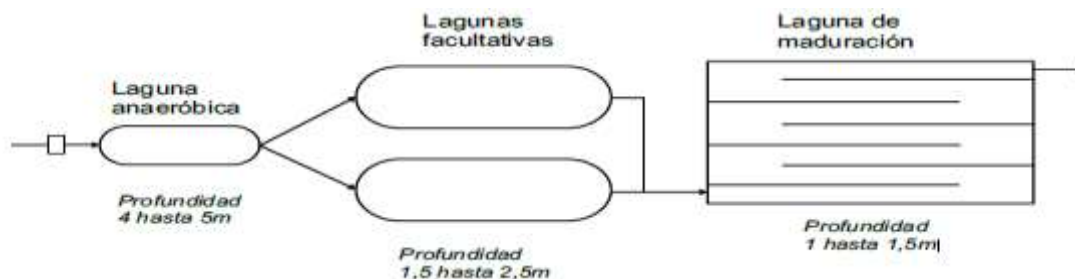 Lagunas
facultativas
Laguna de
maduración
Laguna
anaeróbica
Profundidad
4 hasta 5m
Profundidad
1,5 hasta 2,5m
Profundidad
1 hasta 1,5m